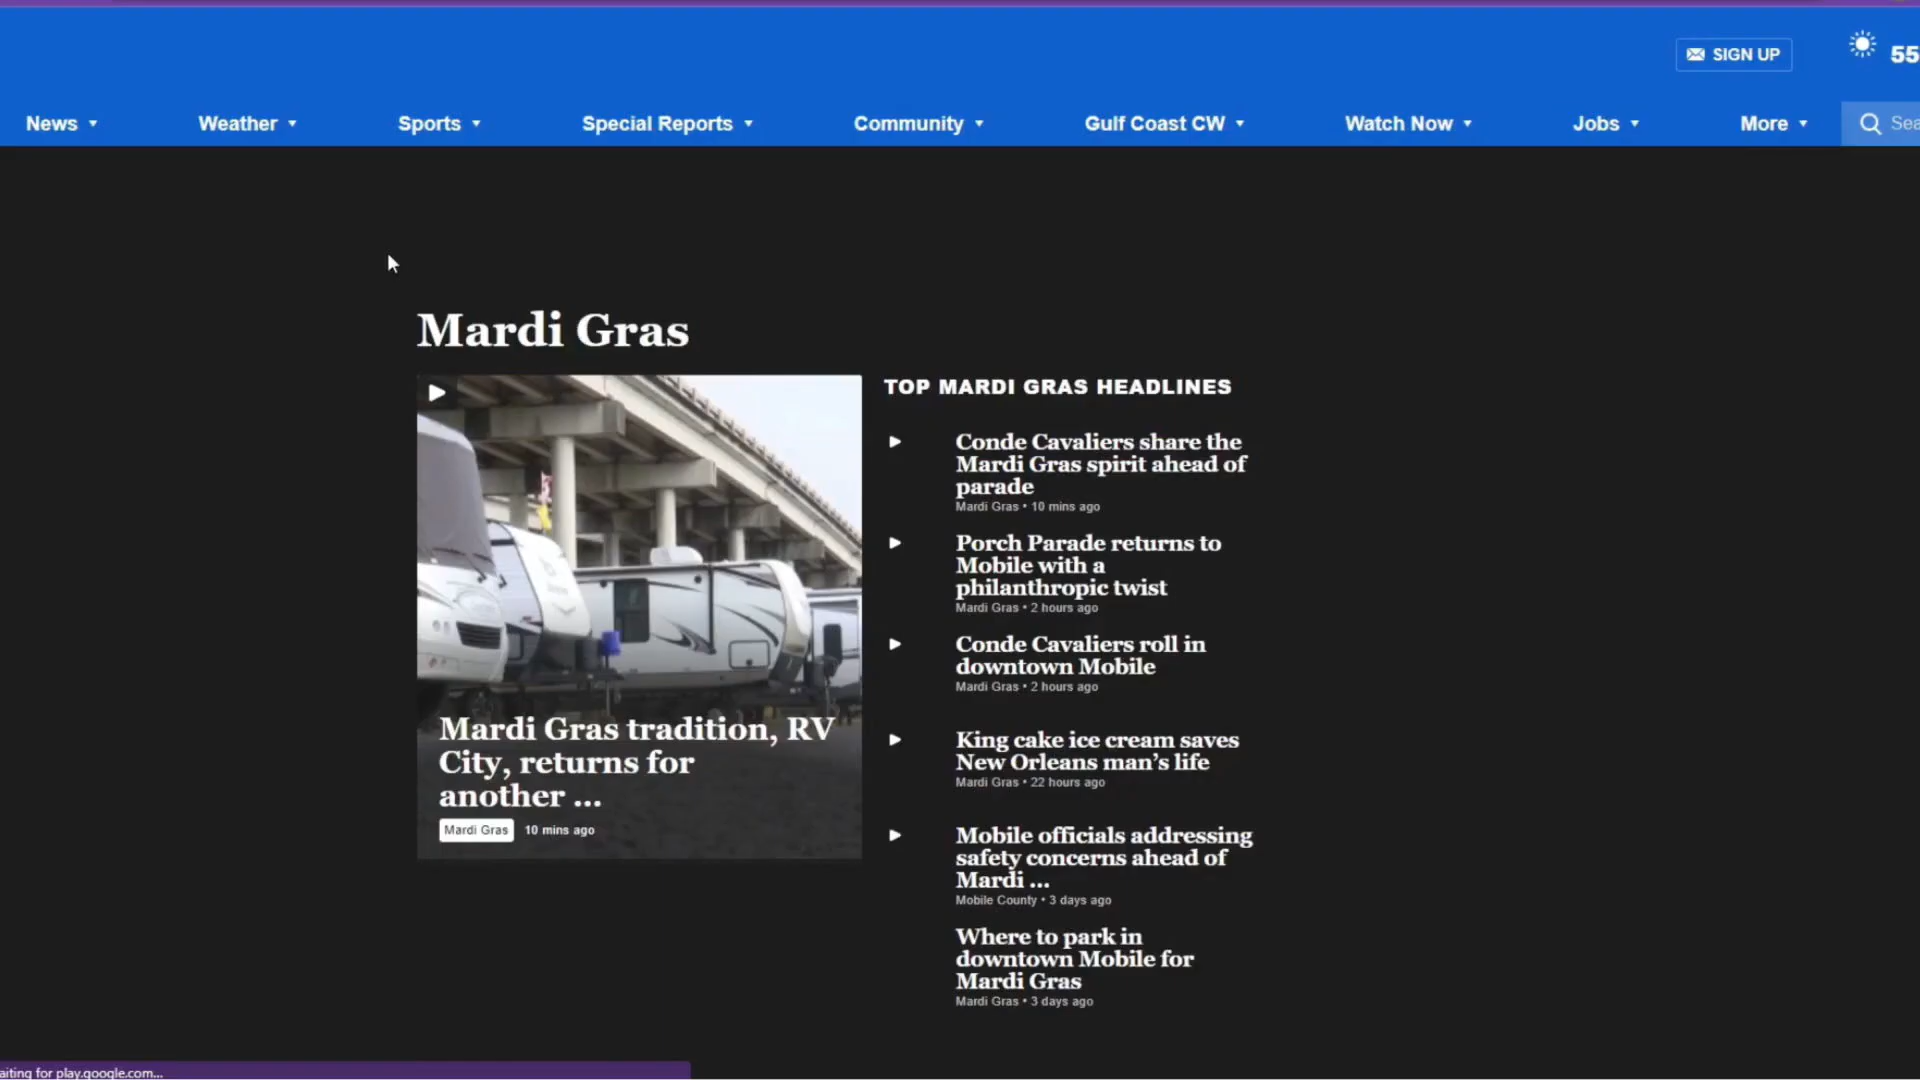 SIGN UP
55
News
Weather
Sports
Special Reports
Community
Gulf Coast CW
Watch Now
Jobs
More
Sea
Mardi Gras
TOP MARDI GRAS HEADLINES
Conde Cavaliers share the
Mardi Gras spirit ahead of
parade
Mardi Gras • 10 mins ago
Porch Parade returns to
Mobile with a
philanthropic twist
Mardi Gras • 2 hours ago
Conde Cavaliers roll in
downtown Mobile
Mardi Gras • 2 hours ago
King cake ice cream saves
New Orleans man’s life
Mardi Gras • 22 hours ago
Mobile officials addressing
safety concerns ahead of
Mardi ...
Mobile County • 3 days ago
Where to park in
downtown Mobile for
Mardi Gras
Mardi Gras • 3 days ago
Mardi Gras tradition, RV
City, returns for
another ...
Mardi Gras 10 mins ago
aiting for play.google.com...